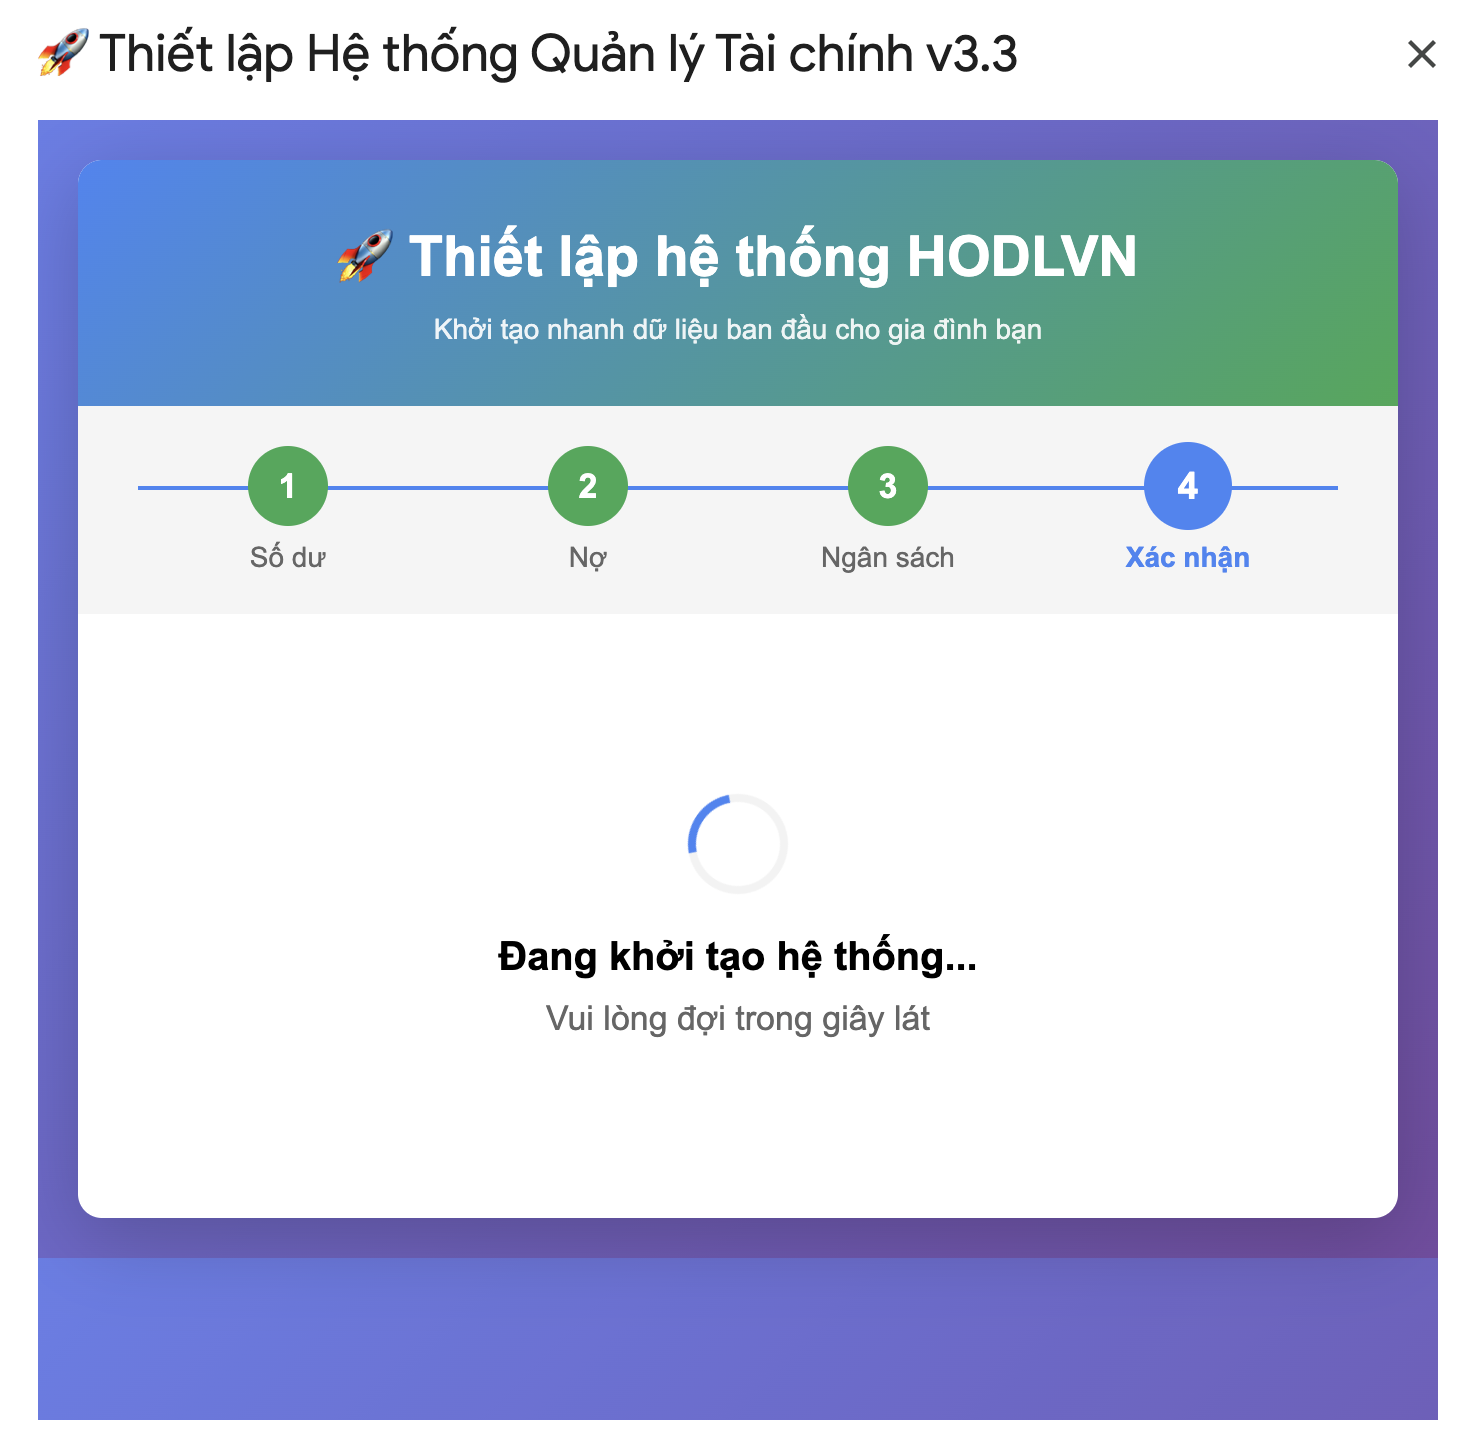 Thiết lập Hệ thống Quản lý Tài chính v3.3
Thiết lập hệ thống HODLVN
Khởi tạo nhanh dữ liệu ban đầu cho gia đình bạn
1
2
3
4
Số dư
Nợ
Ngân sách
Xác nhận
Đang khởi tạo hệ thống...
Vui lòng đợi trong giây lát